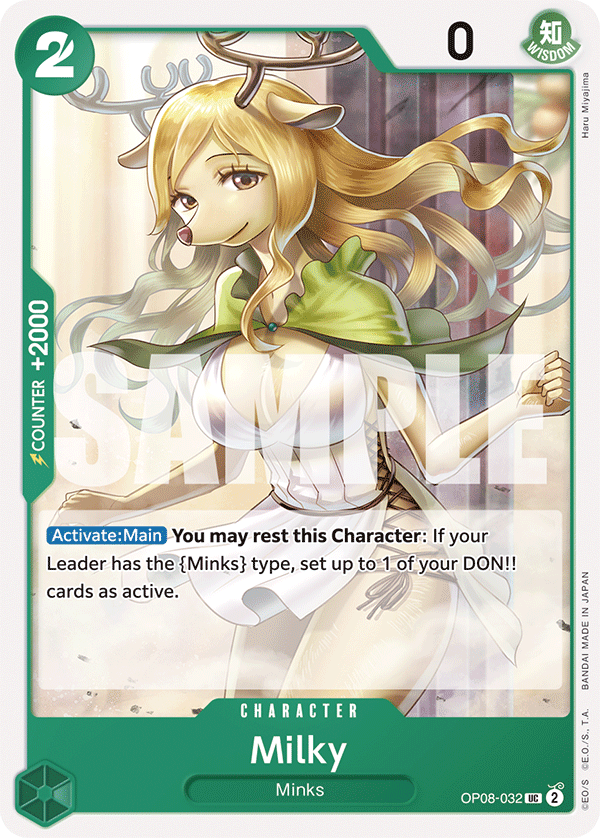 2
0
知
WISDOM
Haru Miyajima
COUNTER +2000
SAMPLE
Activate:Main You may rest this Character: If your
Leader has the {Minks} type, set up to 1 of your DON!!
cards as active.
CHARACTER
Milky
Minks
OP08-032 UC 2
©EO/S ©E.O./S., T.A. BANDAI MADE IN JAPAN